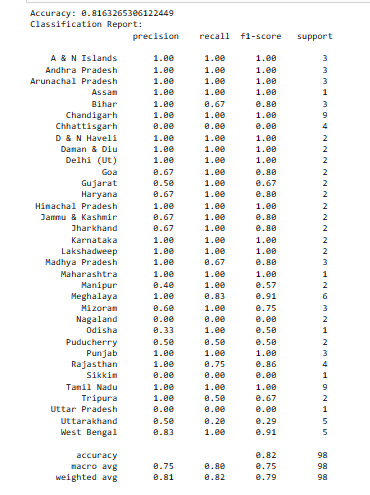 Accuracy: 0.8163265306122449
Classification Report:
precision recall f1-score support
A & N Islands 1.00 1.00 1.00 3
Andhra Pradesh 1.00 1.00 1.00 3
Arunachal Pradesh 1.00 1.00 1.00 3
Assam 1.00 1.00 1.00 1
Bihar 1.00 0.67 0.80 3
Chandigarh 1.00 1.00 1.00 9
Chhattisgarh 0.00 0.00 0.00 4
D & N Haveli 1.00 1.00 1.00 2
Daman & Diu 1.00 1.00 1.00 2
Delhi (Ut) 1.00 1.00 1.00 2
Goa 0.67 1.00 0.80 2
Gujarat 0.50 1.00 0.67 2
Haryana 0.67 1.00 0.80 2
Himachal Pradesh 1.00 1.00 1.00 2
Jammu & Kashmir 0.67 1.00 0.80 2
Jharkhand 0.67 1.00 0.80 2
Karnataka 1.00 1.00 1.00 2
Lakshadweep 1.00 1.00 1.00 2
Madhya Pradesh 1.00 0.67 0.80 3
Maharashtra 1.00 1.00 1.00 1
Manipur 0.40 1.00 0.57 2
Meghalaya 1.00 0.83 0.91 6
Mizoram 0.60 1.00 0.75 3
Nagaland 0.00 0.00 0.00 2
Odisha 0.33 1.00 0.50 1
Puducherry 0.50 0.50 0.50 2
Punjab 1.00 1.00 1.00 3
Rajasthan 1.00 0.75 0.86 4
Sikkim 0.00 0.00 0.00 1
Tamil Nadu 1.00 1.00 1.00 9
Tripura 1.00 0.50 0.67 2
Uttar Pradesh 0.00 0.00 0.00 1
Uttarakhand 0.50 0.20 0.29 5
West Bengal 0.83 1.00 0.91 5
accuracy 0.82 98
macro avg 0.75 0.80 0.75 98
weighted avg 0.81 0.82 0.79 98